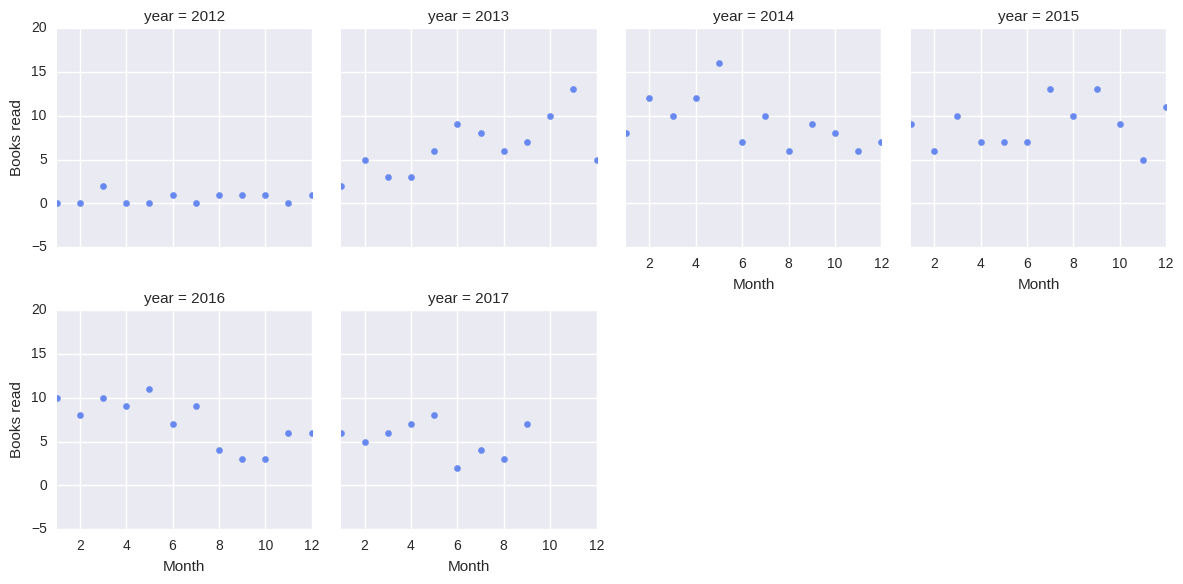 year = 2012
year = 2013
year = 2014
year = 2015
20
15
10
5
0
−5
Books read
2 4 6 8 10 12
2 4 6 8 10 12
Month
Month
year = 2016
year = 2017
20
15
10
5
0
−5
Books read
2 4 6 8 10 12
2 4 6 8 10 12
Month
Month